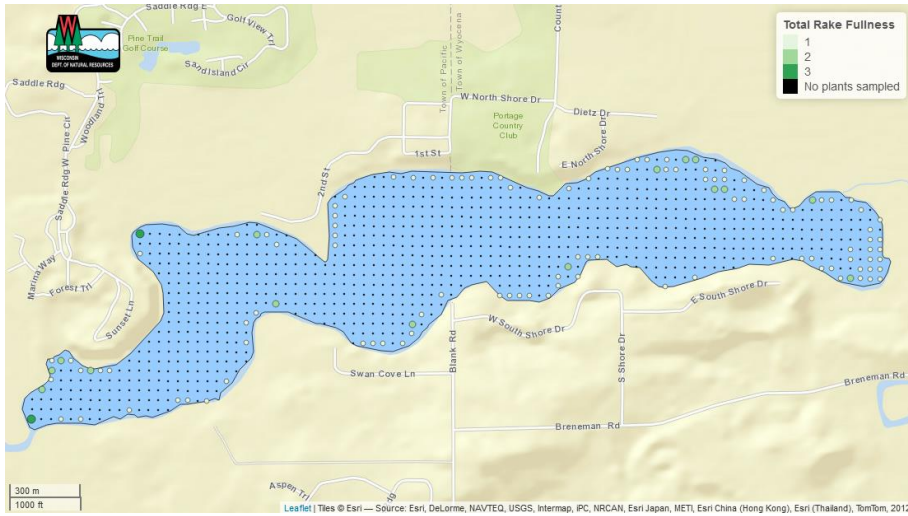 Saddle Rdg E
Golf View Trl
Pine Trail
Golf Course
Sand Island Cir
W
WISCONSIN
DEPT. OF NATURAL RESOURCES
Saddle Rdg
Woodland Trl
Saddle Rdg W
Pine Cir
Marina Way
Forest Trl
Sunset Ln
Town of Pacific
Town of Wyocena
Count
W North Shore Dr
Dietz Dr
Portage
Country
Club
1st St
2nd St
E North Shore Dr
E South Shore Dr
W South Shore Dr
S Shore Dr
Blank Rd
Swan Cove Ln
Breneman Rd
Breneman Rd
Aspen Trl
dg
Total Rake Fullness
1
2
3
No plants sampled
300 m
1000 ft
Leaflet | Tiles © Esri — Source: Esri, DeLorme, NAVTEQ, USGS, Intermap, iPC, NRCAN, Esri Japan, METI, Esri China (Hong Kong), Esri (Thailand), TomTom, 2012